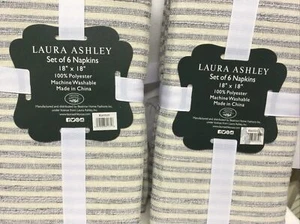 LAURA ASHLEY
Set of 6 Napkins
18" x 18"
100% Polyester
Machine Washable
Made in China
LAURA ASHLEY
Set of 6 Napkins
18" x 18"
100% Polyester
Machine Washable
Made in China